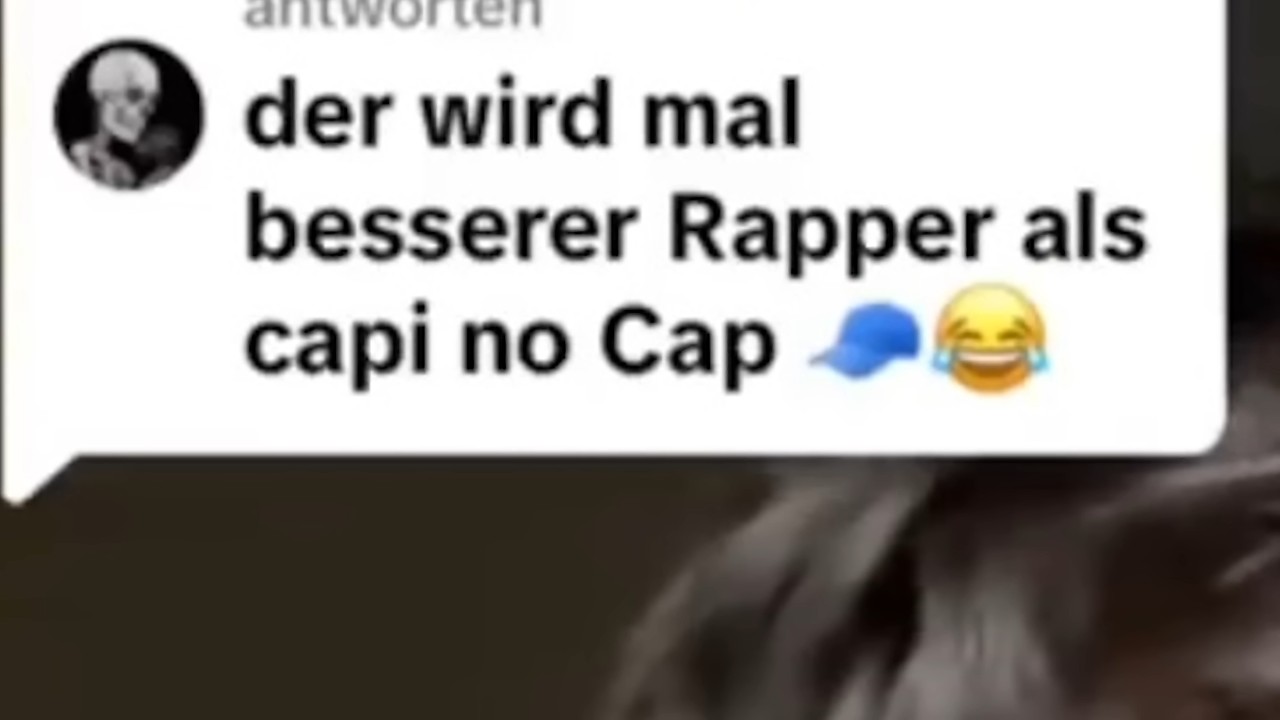 antworten
der wird mal
besserer Rapper als
capi no Cap 🧢😂